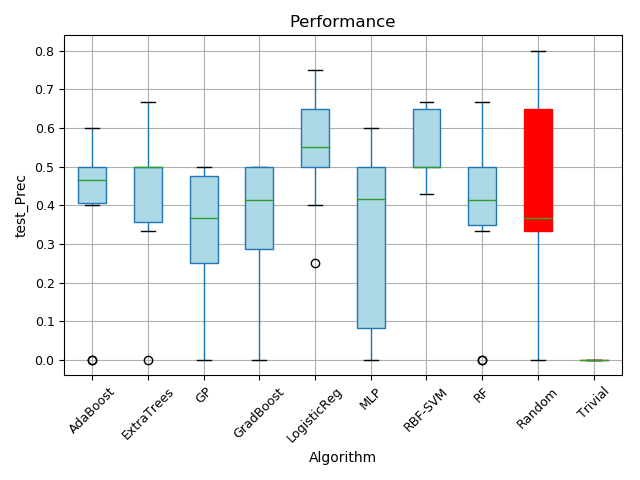 Performance
test_Prec
0.8
0.7
0.6
0.5
0.4
0.3
0.2
0.1
0.0
AdaBoost
ExtraTrees
GP
GradBoost
LogisticReg
MLP
RBF-SVM
RF
Random
Trivial
Algorithm